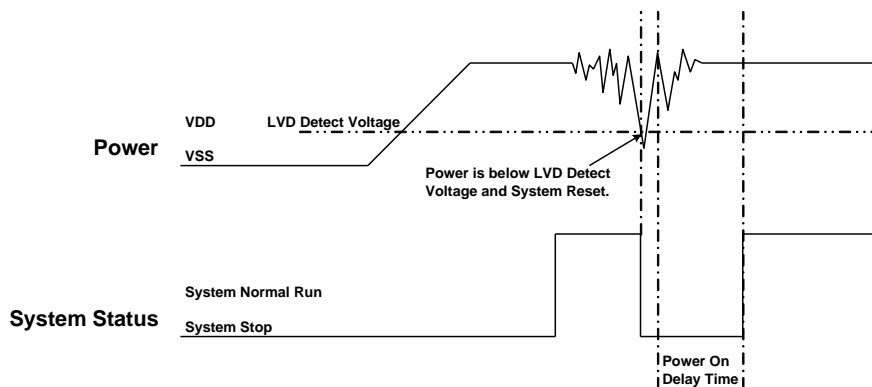 VDD
LVD Detect Voltage
Power
VSS
Power is below LVD Detect
Voltage and System Reset.
System Normal Run
System Status
System Stop
Power On
Delay Time